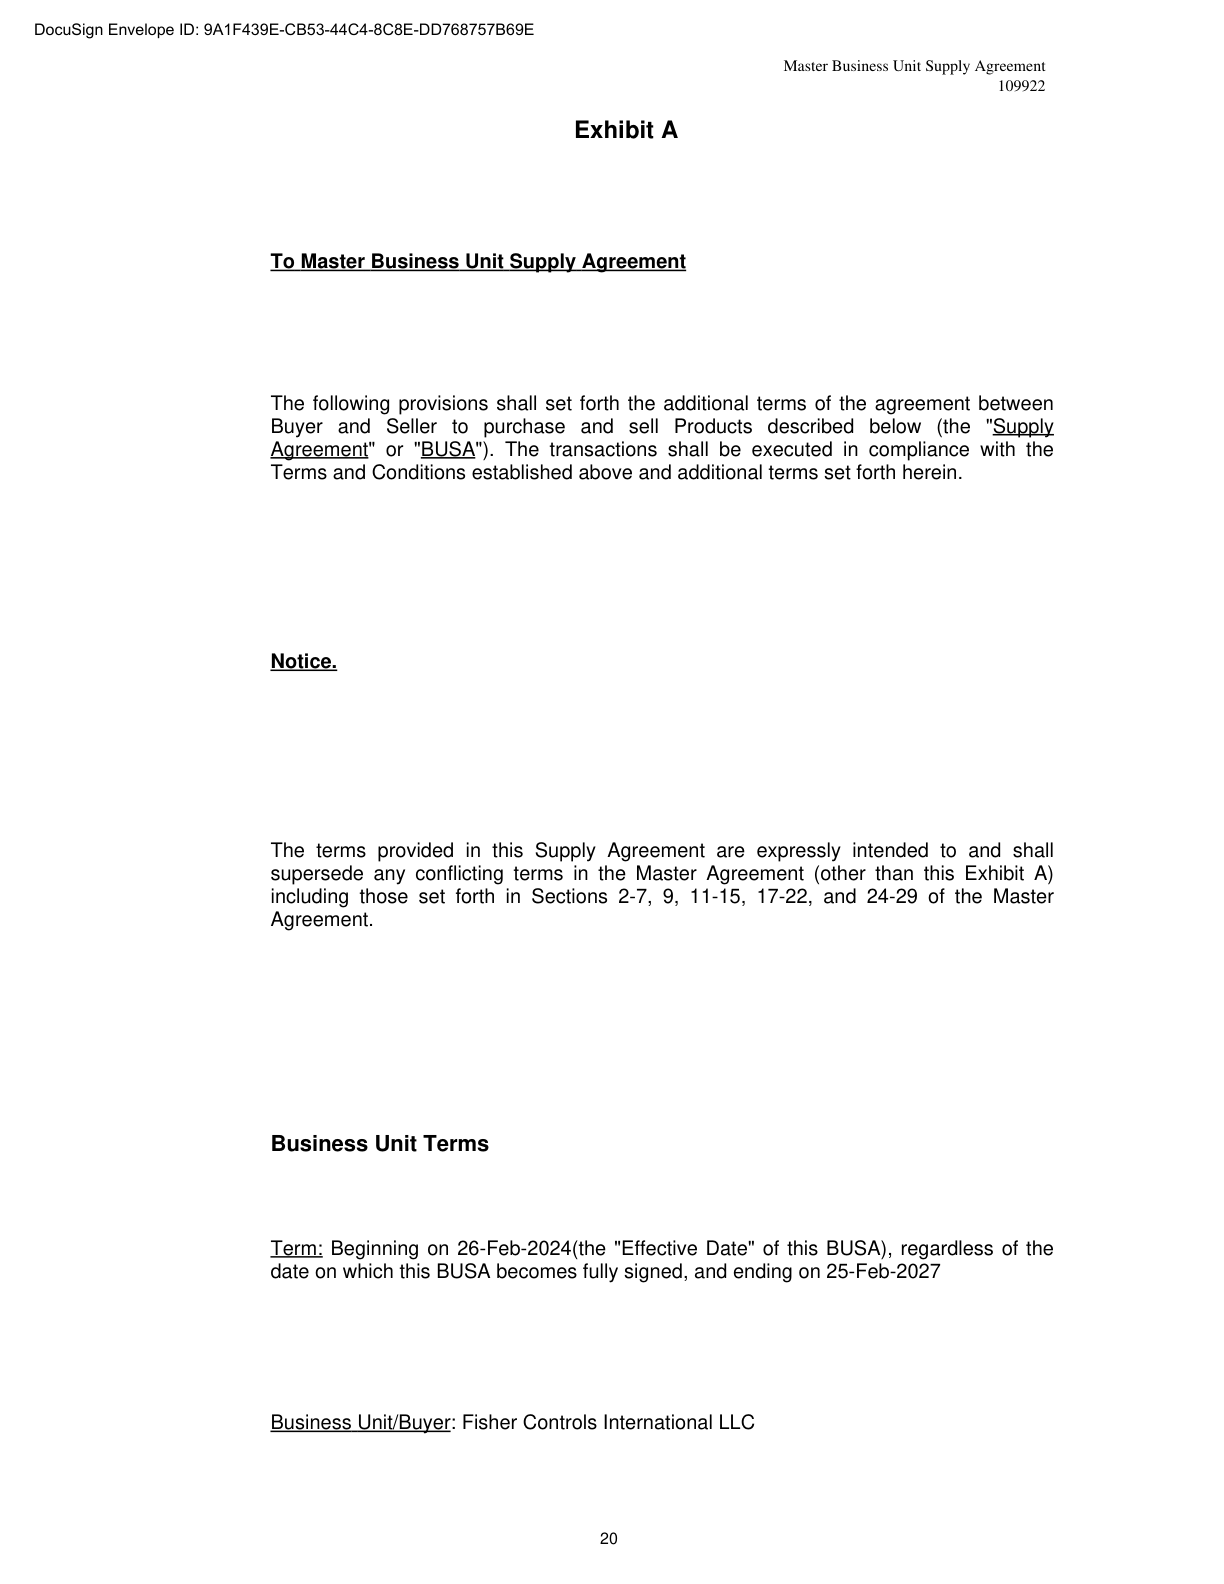 DocuSign Envelope ID: 9A1F439E-CB53-44C4-8C8E-DD768757B69E
Master Business Unit Supply Agreement
109922
Exhibit A
To Master Business Unit Supply Agreement
The following provisions shall set forth the additional terms of the agreement between
Buyer and Seller to purchase and sell Products described below (the "Supply
Agreement" or "BUSA"). The transactions shall be executed in compliance with the
Terms and Conditions established above and additional terms set forth herein.
Notice.
The terms provided in this Supply Agreement are expressly intended to and shall
supersede any conflicting terms in the Master Agreement (other than this Exhibit A)
including those set forth in Sections 2-7, 9, 11-15, 17-22, and 24-29 of the Master
Agreement.
Business Unit Terms
Term: Beginning on 26-Feb-2024(the "Effective Date" of this BUSA), regardless of the
date on which this BUSA becomes fully signed, and ending on 25-Feb-2027
Business Unit/Buyer: Fisher Controls International LLC
20